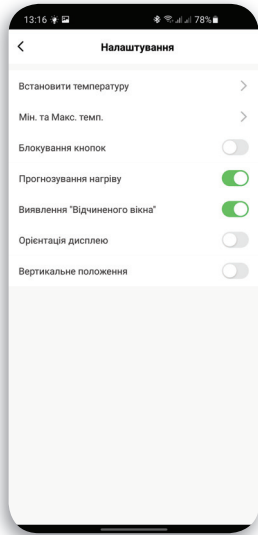 13:16 78%
Налаштування
Встановити температуру
Мін. та Макс. темп.
Блокування кнопок
Прогнозування нагріву
Виявлення "Відчиненого вікна"
Орієнтація дисплею
Вертикальне положення